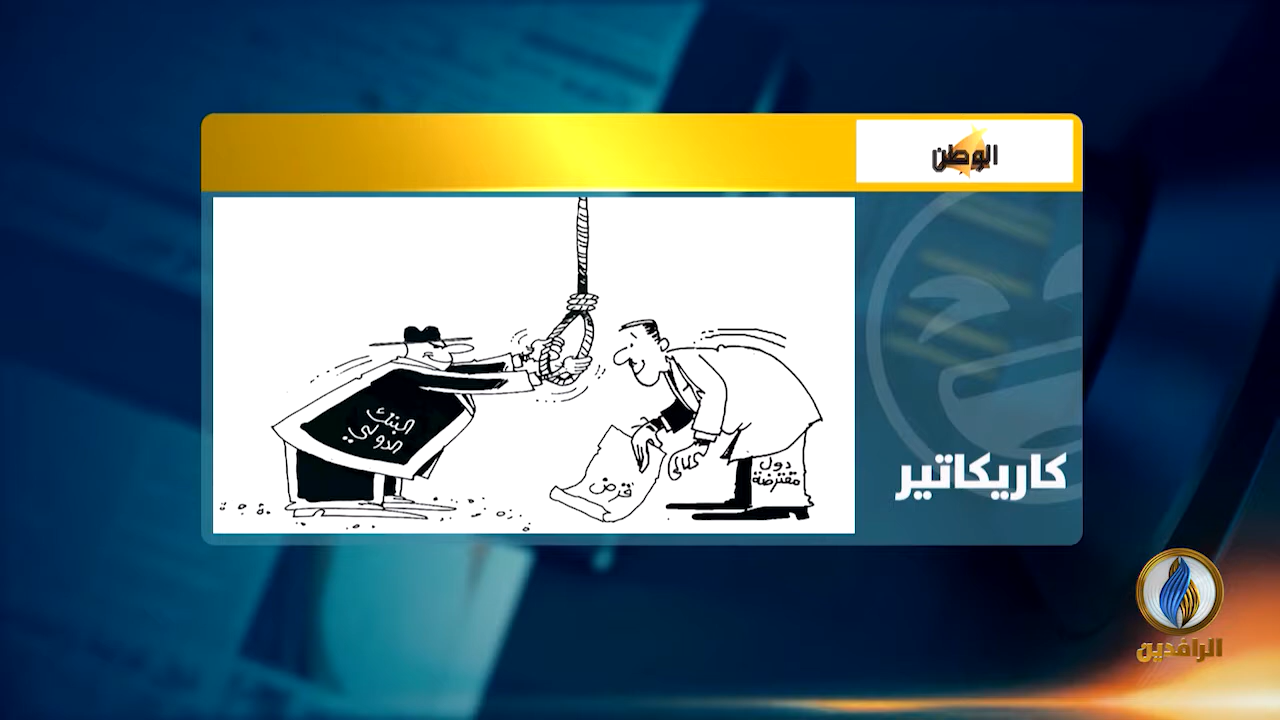 الوطن
البنك
الدولي
قرض
دول
مقترضة
كاريكاتير
الرافدين